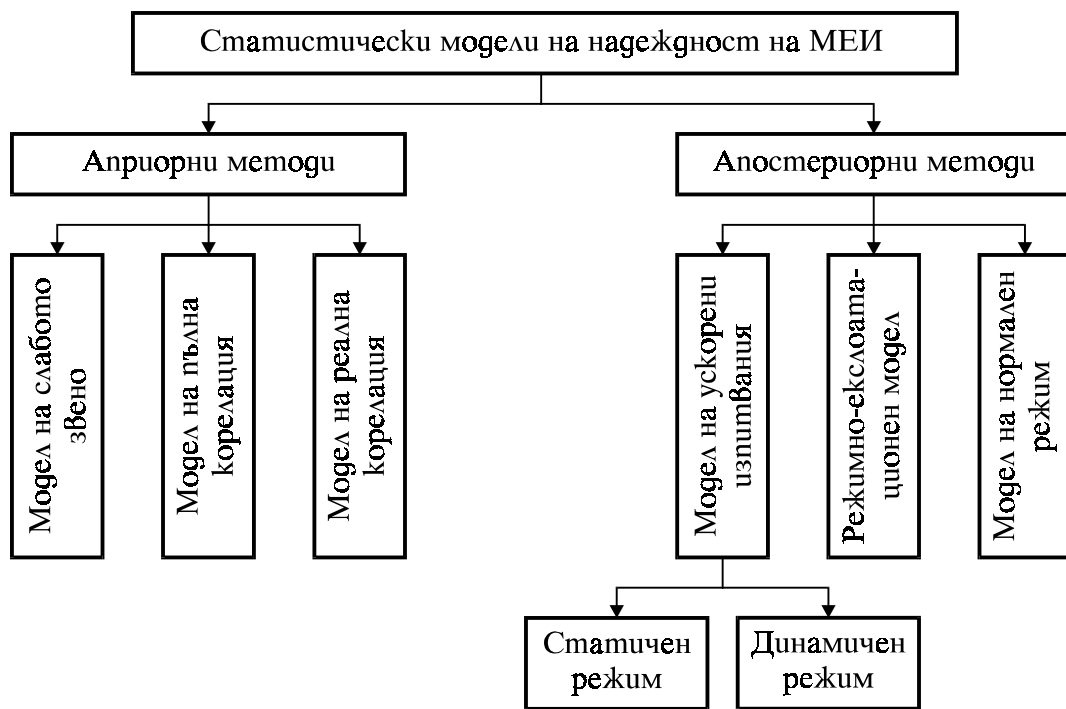 Статистически модели на надеждност на МЕИ
Априорни методи
Апостериорни методи
Модел на слабото
звено
Модел на пълна
корелация
Модел на реална
корелация
Модел на ускорени
изпитвания
Режимно-екслоата-
ционен модел
Модел на нормален
режим
Статичен
режим
Динамичен
режим